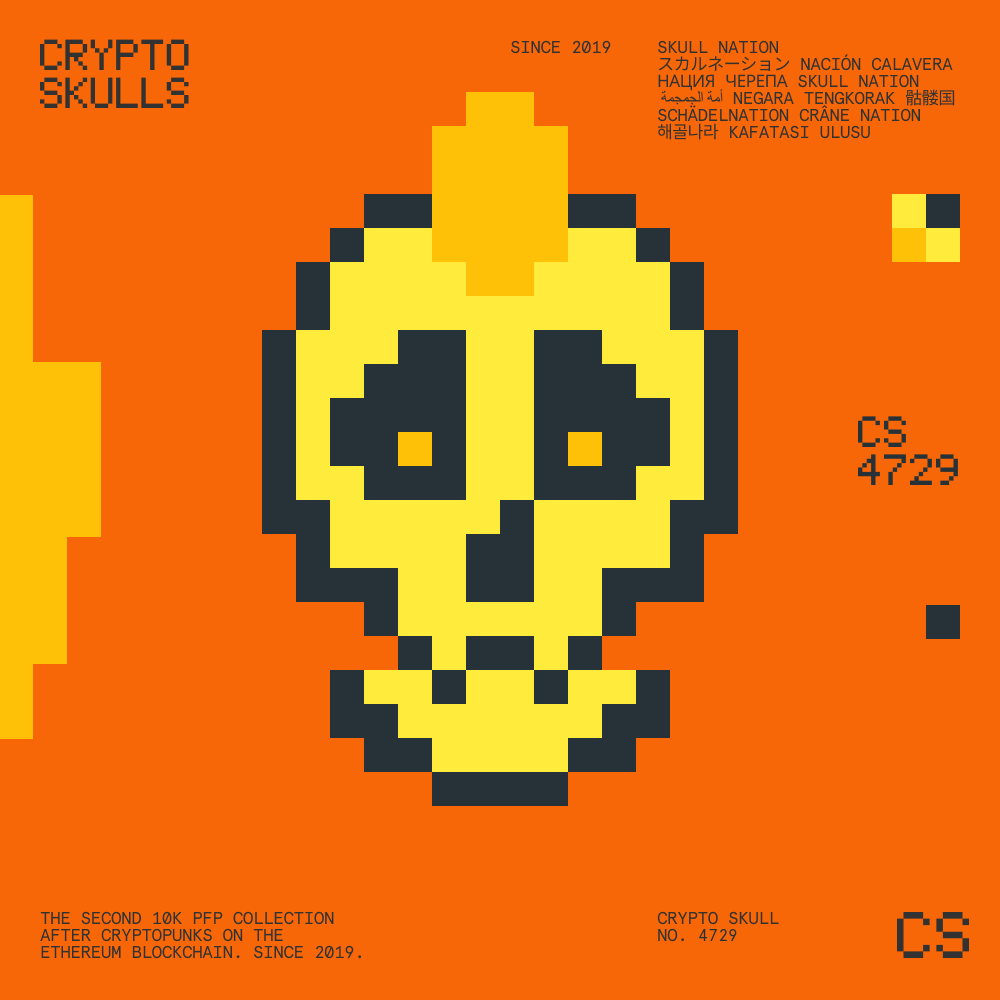 CRYPTO
SKULLS
SINCE 2019
SKULL NATION
スカルネーション NACIÓN CALAVERA
НАЦИЯ ЧЕРЕПА SKULL NATION
أمة الجمجمة NEGARA TENGKORAK 骷髅国
SCHÄDELNATION CRÂNE NATION
해골나라 KAFATASI ULUSU
CS
4729
THE SECOND 10K PFP COLLECTION
AFTER CRYPTOPUNKS ON THE
ETHEREUM BLOCKCHAIN. SINCE 2019.
CRYPTO SKULL
NO. 4729
CS